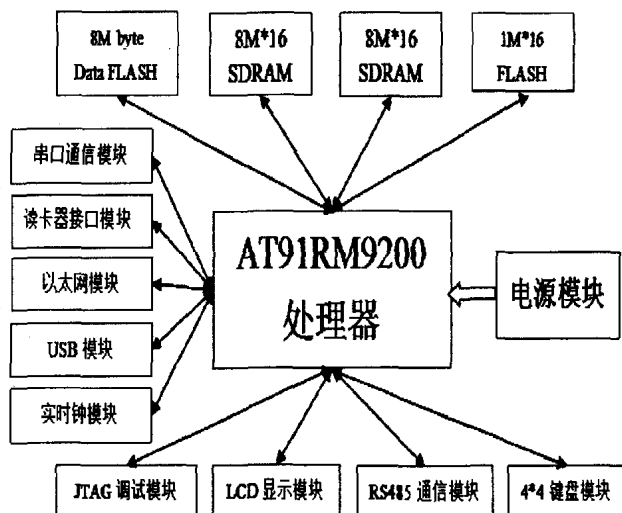 8M byte
Data FLASH
8M*16
SDRAM
8M*16
SDRAM
1M*16
FLASH
串口通信模块
读卡器接口模块
以太网模块
USB 模块
实时钟模块
AT91RM9200
处理器
电源模块
JTAG 调试模块
LCD 显示模块
RS485 通信模块
4*4 键盘模块